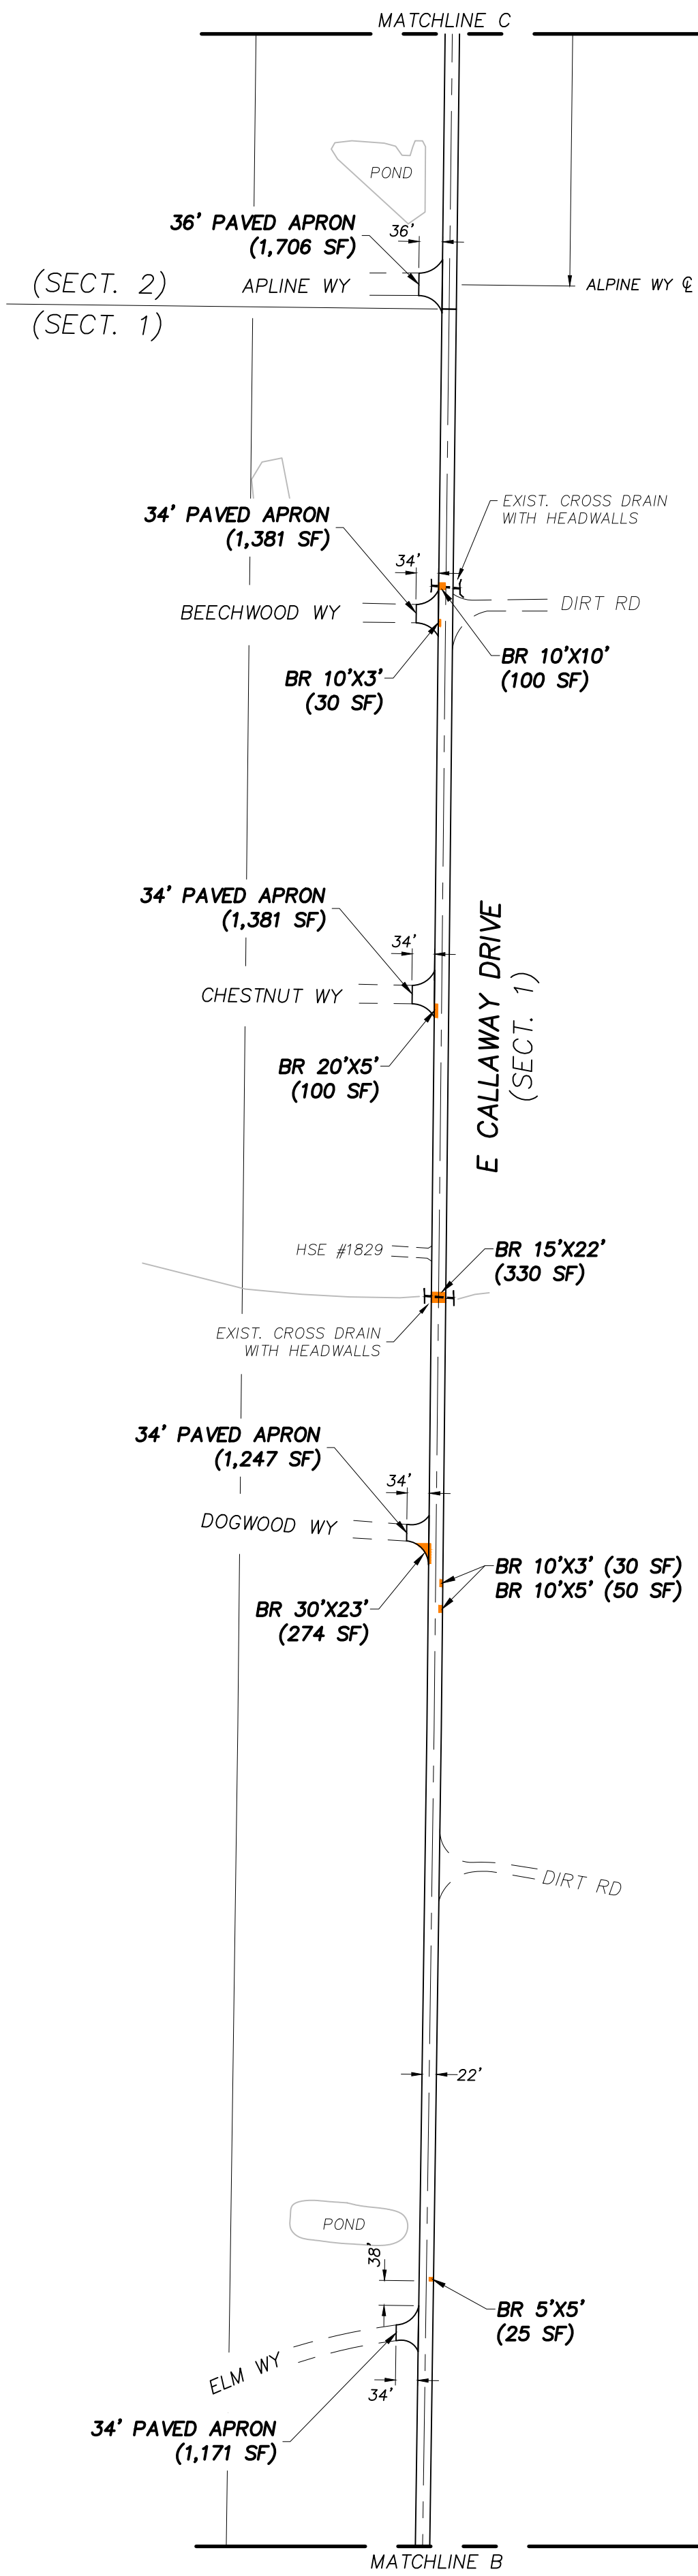 MATCHLINE C
POND
36' PAVED APRON
(1,706 SF)
36'
(SECT. 2)
APLINE WY
ALPINE WY ℄
(SECT. 1)
EXIST. CROSS DRAIN
WITH HEADWALLS
34' PAVED APRON
(1,381 SF)
34'
DIRT RD
BEECHWOOD WY
BR 10'X10'
(100 SF)
BR 10'X3'
(30 SF)
34' PAVED APRON
(1,381 SF)
34'
CHESTNUT WY
E CALLAWAY DRIVE
(SECT. 1)
BR 20'X5'
(100 SF)
HSE #1829
BR 15'X22'
(330 SF)
EXIST. CROSS DRAIN
WITH HEADWALLS
34' PAVED APRON
(1,247 SF)
34'
DOGWOOD WY
BR 10'X3' (30 SF)
BR 10'X5' (50 SF)
BR 30'X23'
(274 SF)
DIRT RD
22'
POND
38'
BR 5'X5'
(25 SF)
ELM WY
34'
34' PAVED APRON
(1,171 SF)
MATCHLINE B